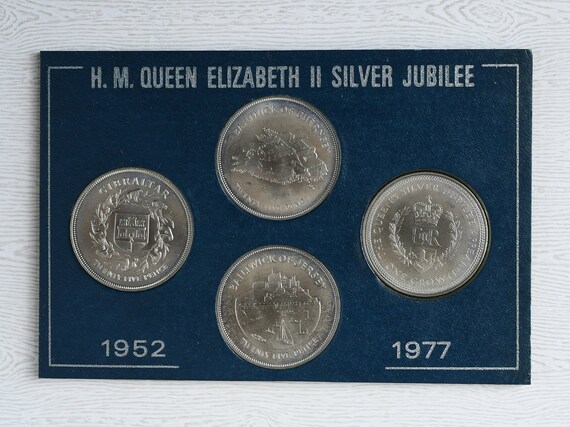 H. M. QUEEN ELIZABETH II SILVER JUBILEE
BAILIWICK OF GUERNSEY
GIBRALTAR
TWENTY FIVE PENCE
SILVER
BAILIWICK OF JERSEY
TWENTY FIVE PENCE
1952
1977